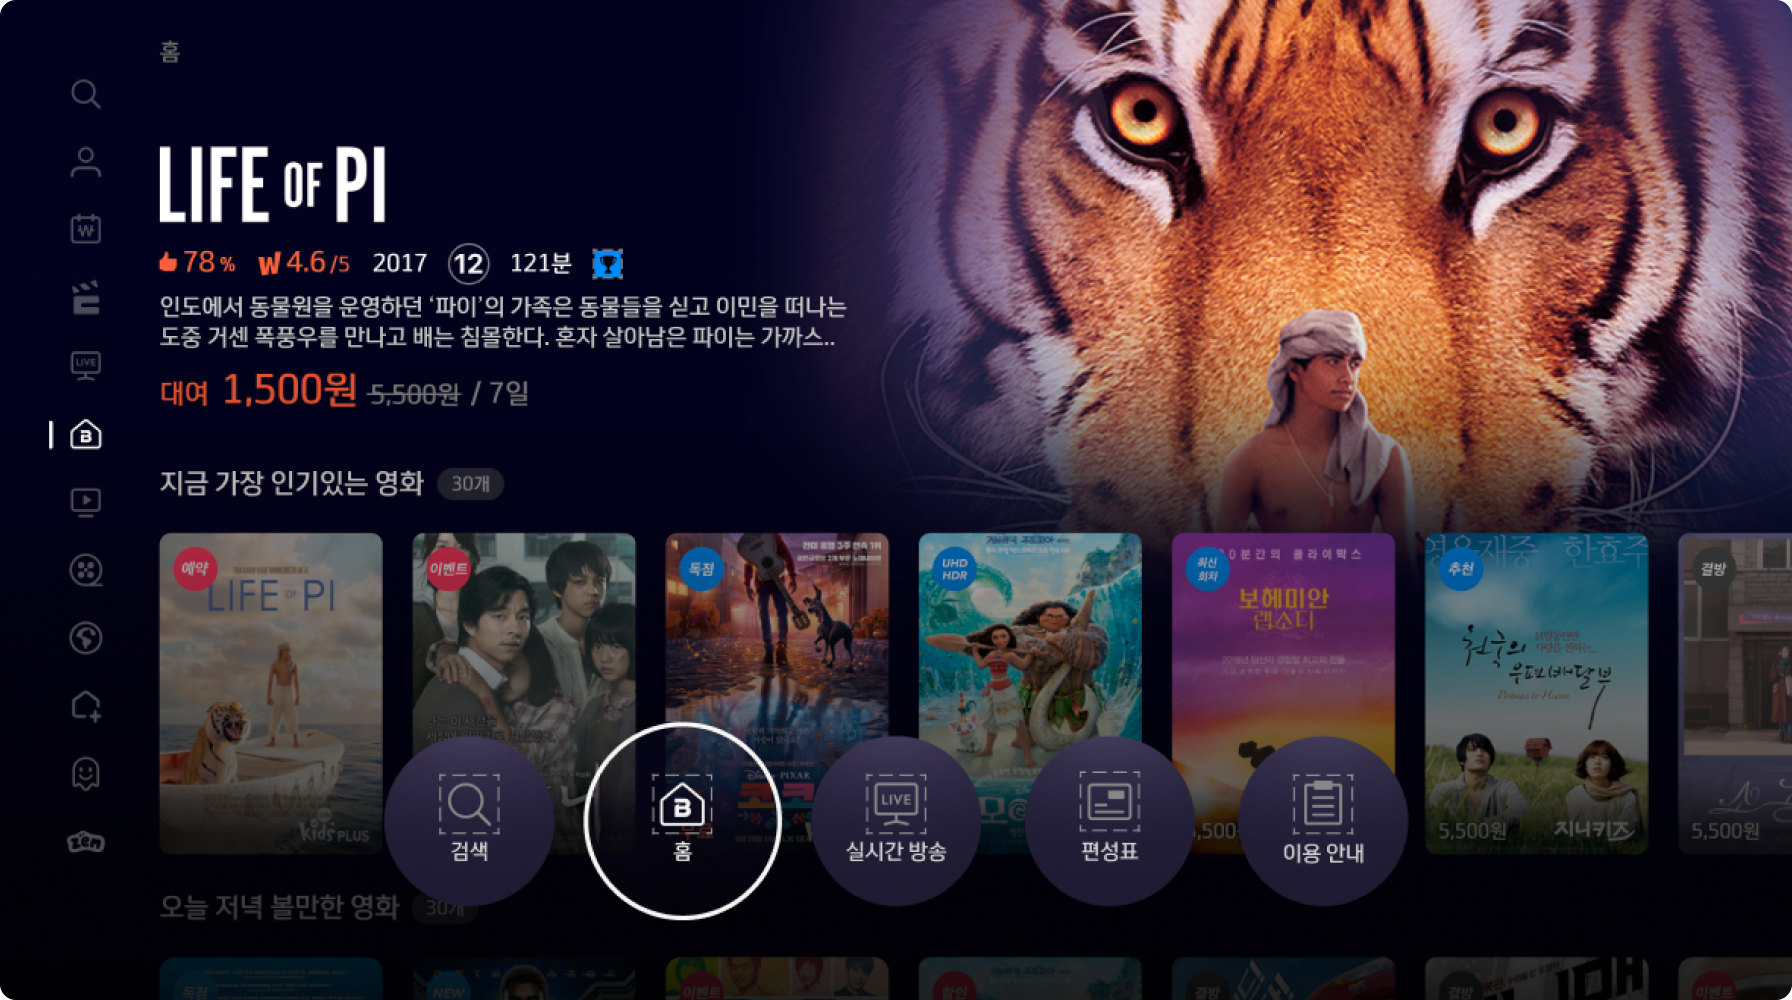 홈
LIFE OF PI
78 % W 4.6 /5 2017 12 121분
인도에서 동물원을 운영하던 ‘파이’의 가족은 동물들을 싣고 이민을 떠나는
도중 거센 폭풍우를 만나고 배는 침몰한다. 혼자 살아남은 파이는 가까스..
대여 1,500원 5,500원 / 7일
W
LIVE
B
zen
지금 가장 인기있는 영화 30개
예약
LIFE OF PI
kids PLUS
이벤트
독점
Disney PIXAR
UHD
HDR
최신
회차
보헤미안
랩소디
추천
천국의
우편배달부
Postman to Heaven
5,500원
지니키즈
결방
5,500원
검색
B
홈
LIVE
실시간 방송
편성표
이용 안내
오늘 저녁 볼만한 영화 30개
독점
NEW
이벤트
할인
결방
결방
이벤트